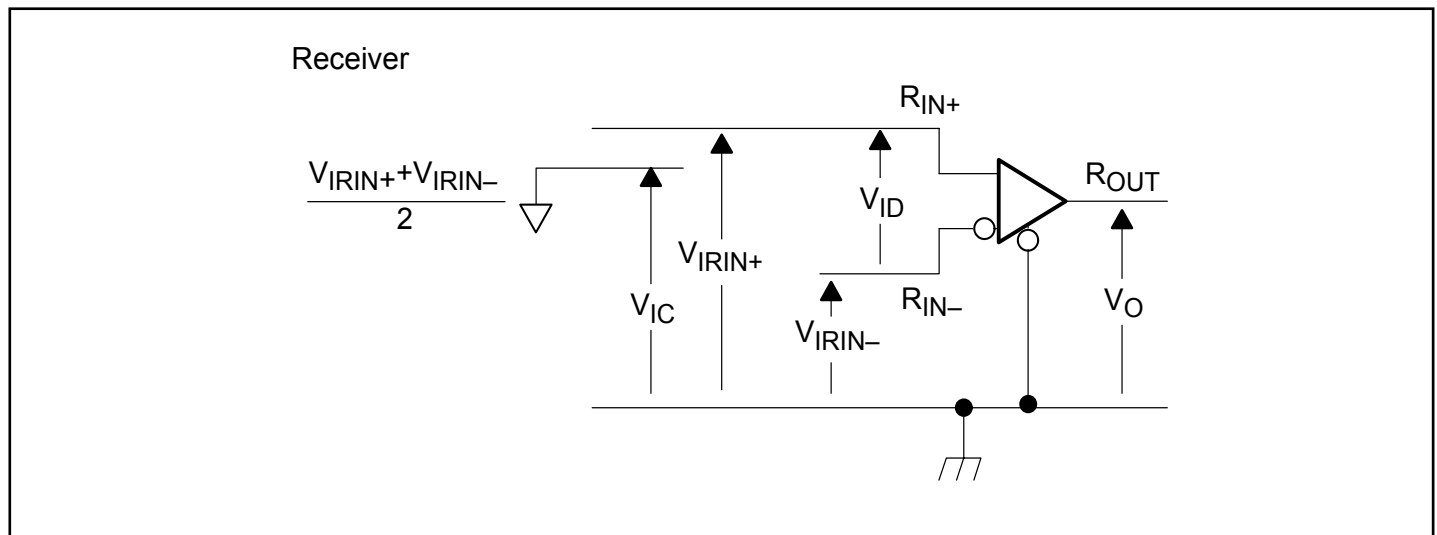 Receiver
R_IN+
V_IRIN+ + V_IRIN–
2
R_OUT
V_ID
V_IRIN+
V_IC
R_IN–
V_O
V_IRIN–